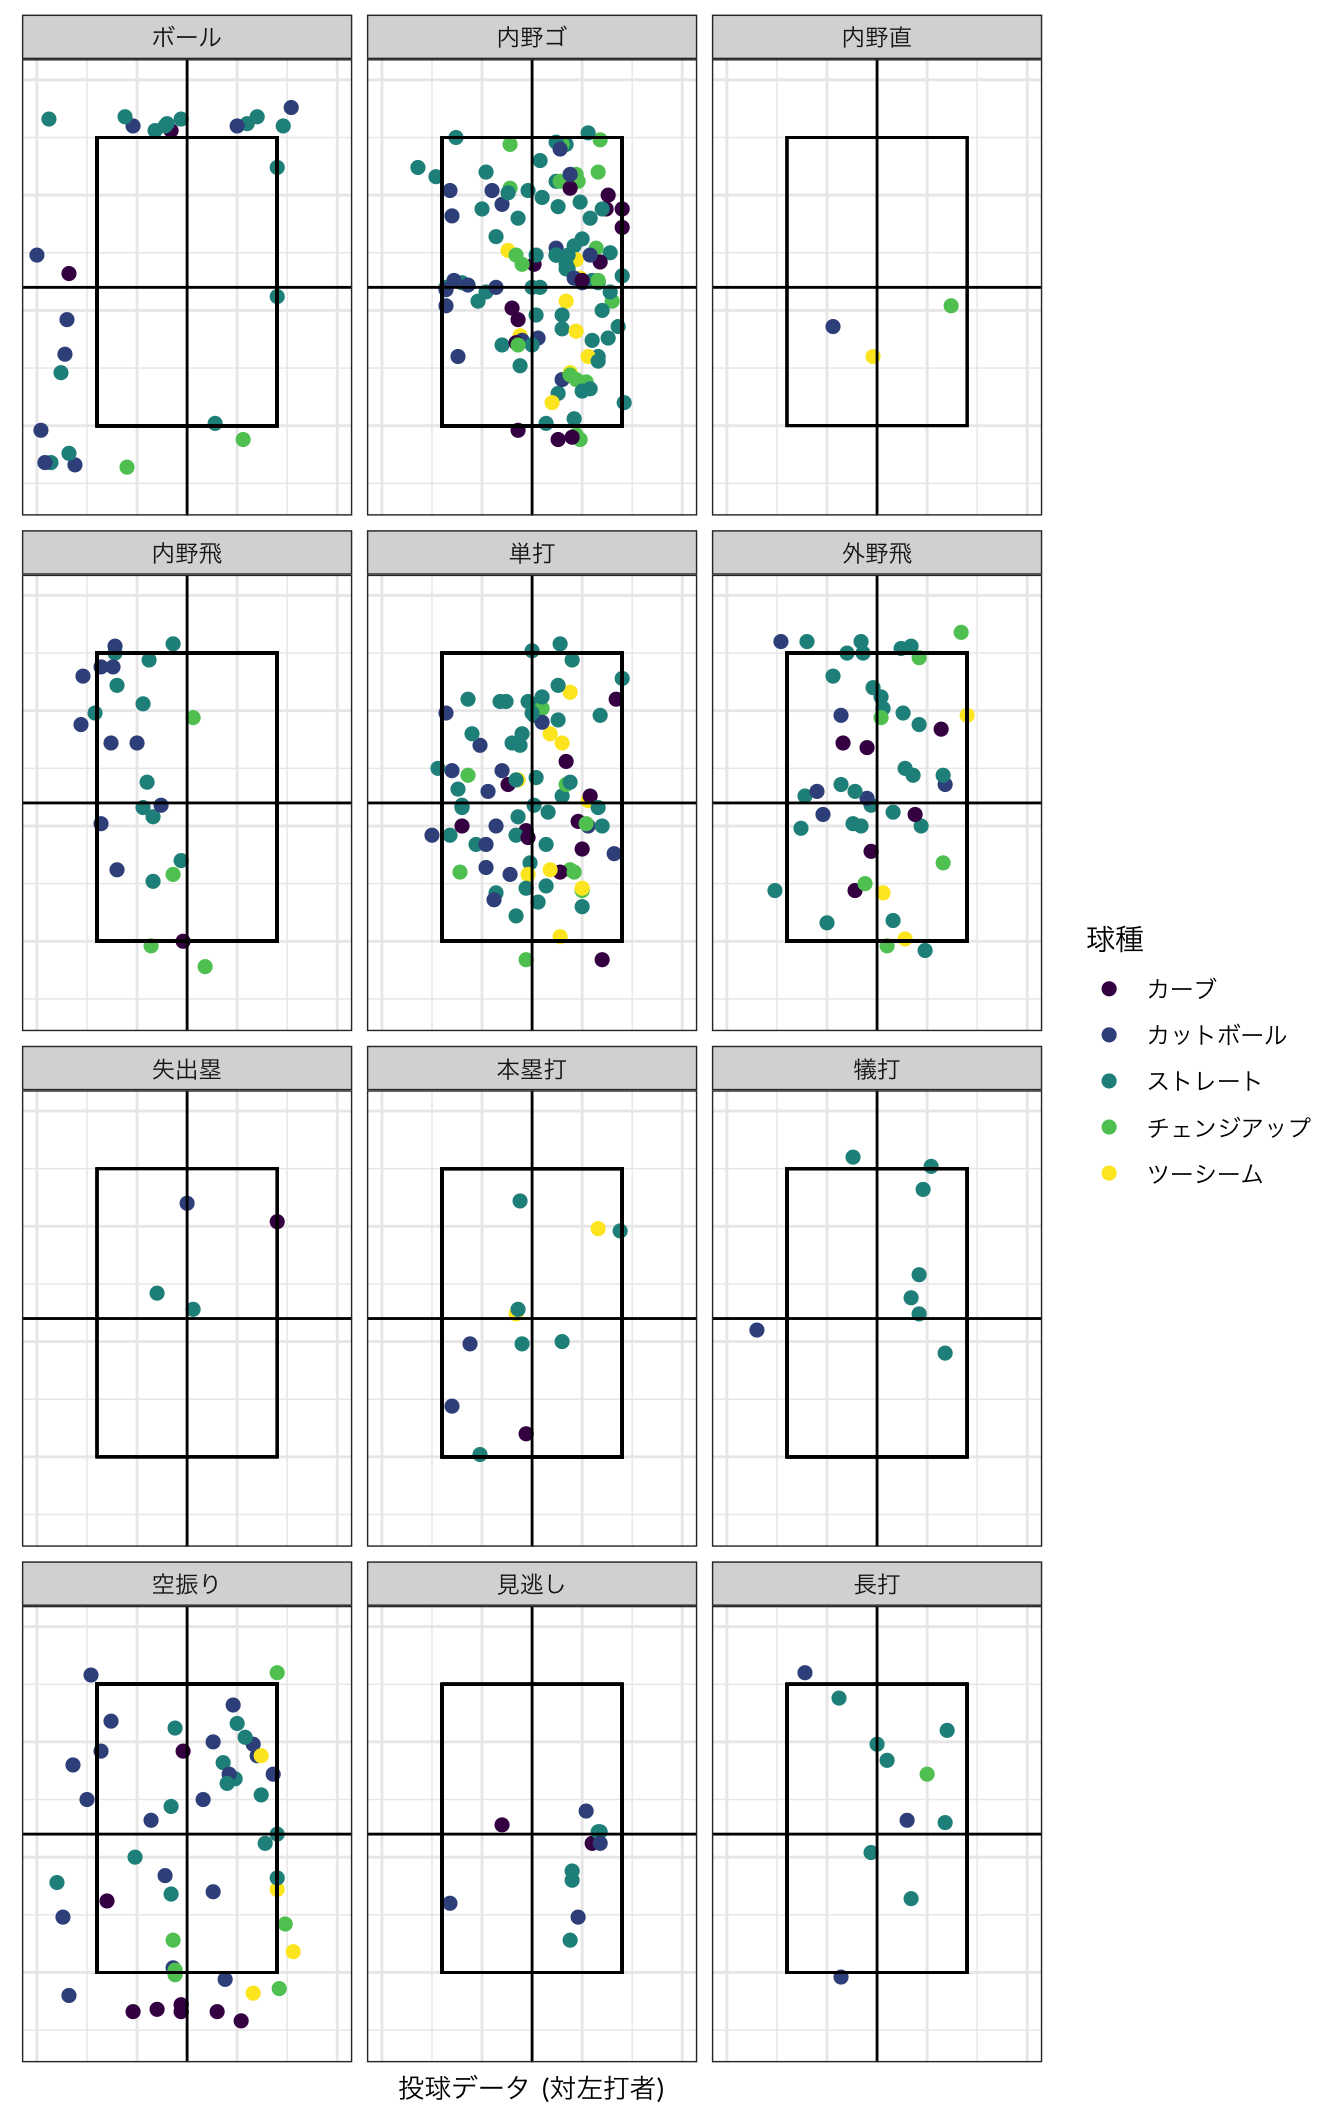 ボール
内野ゴ
内野直
内野飛
単打
外野飛
失出塁
本塁打
犠打
空振り
見逃し
長打
球種
カーブ
カットボール
ストレート
チェンジアップ
ツーシーム
投球データ (対左打者)